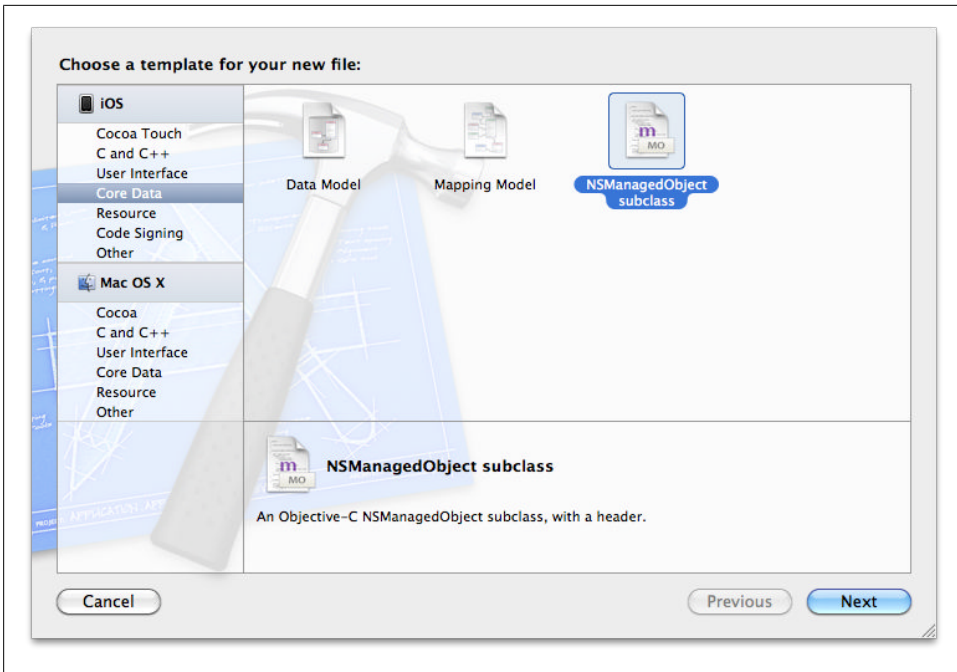 Choose a template for your new file:
iOS
Cocoa Touch
C and C++
User Interface
Core Data
Resource
Code Signing
Other
Mac OS X
Cocoa
C and C++
User Interface
Core Data
Resource
Other
Data Model
Mapping Model
m
MO
NSManagedObject
subclass
m
MO
NSManagedObject subclass
An Objective-C NSManagedObject subclass, with a header.
Cancel
Previous
Next